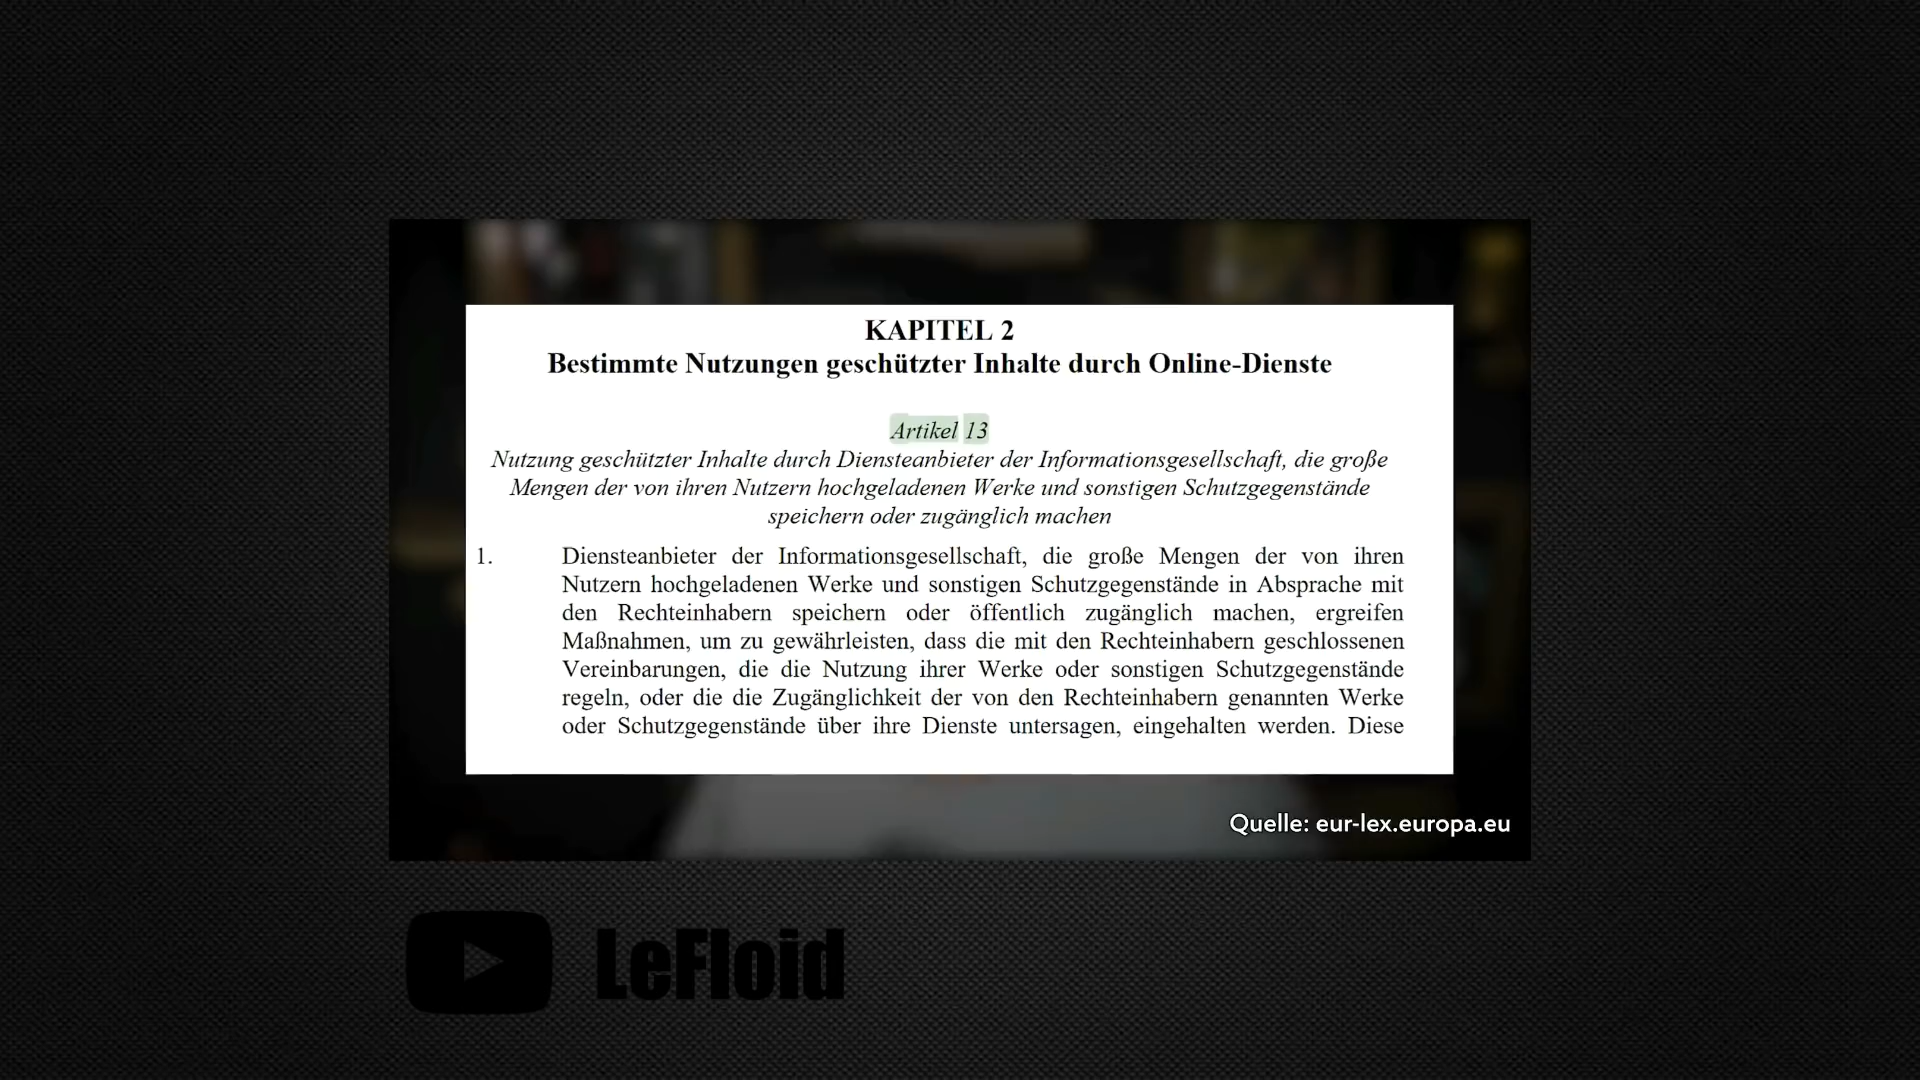 KAPITEL 2
Bestimmte Nutzungen geschützter Inhalte durch Online-Dienste
Artikel 13
Nutzung geschützter Inhalte durch Diensteanbieter der Informationsgesellschaft, die große
Mengen der von ihren Nutzern hochgeladenen Werke und sonstigen Schutzgegenstände
speichern oder zugänglich machen
1. Diensteanbieter der Informationsgesellschaft, die große Mengen der von ihren
Nutzern hochgeladenen Werke und sonstigen Schutzgegenstände in Absprache mit
den Rechteinhabern speichern oder öffentlich zugänglich machen, ergreifen
Maßnahmen, um zu gewährleisten, dass die mit den Rechteinhabern geschlossenen
Vereinbarungen, die die Nutzung ihrer Werke oder sonstigen Schutzgegenstände
regeln, oder die die Zugänglichkeit der von den Rechteinhabern genannten Werke
oder Schutzgegenstände über ihre Dienste untersagen, eingehalten werden. Diese
Quelle: eur-lex.europa.eu
LeFloid